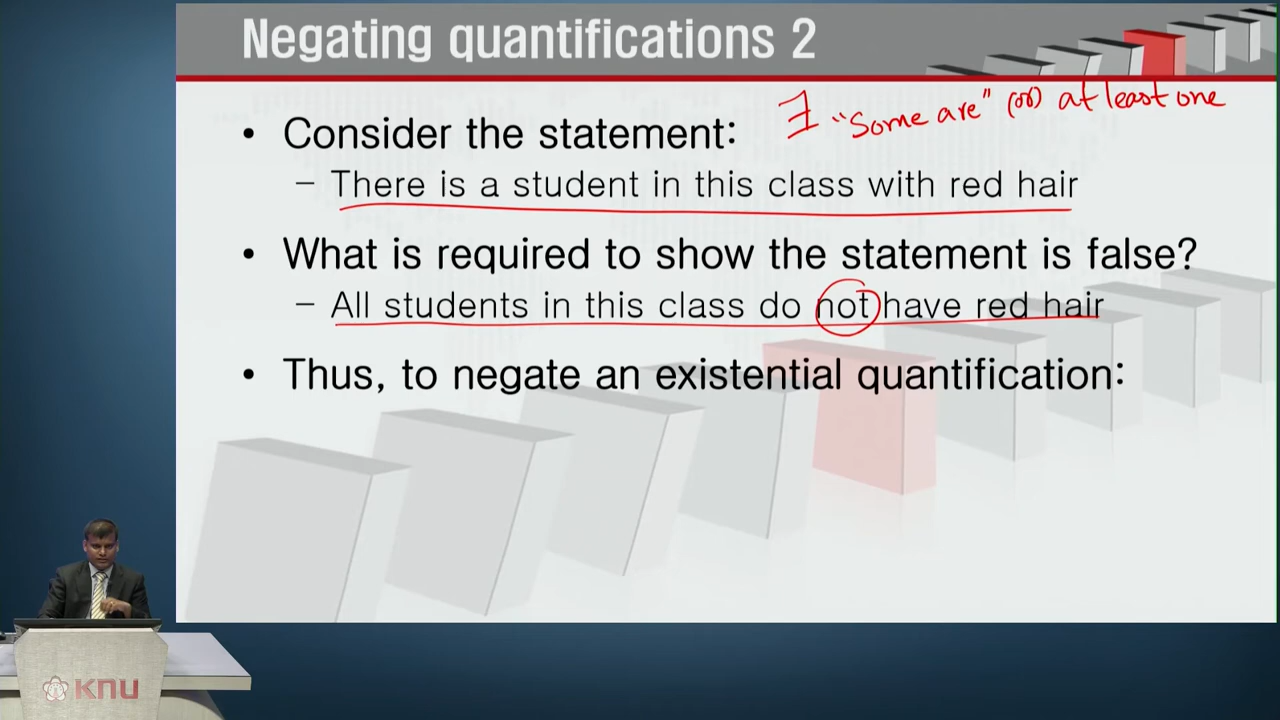 Negating quantifications 2
∃ "Some are" (or) at least one
• Consider the statement:
– There is a student in this class with red hair
• What is required to show the statement is false?
– All students in this class do not have red hair
• Thus, to negate an existential quantification:
KNU